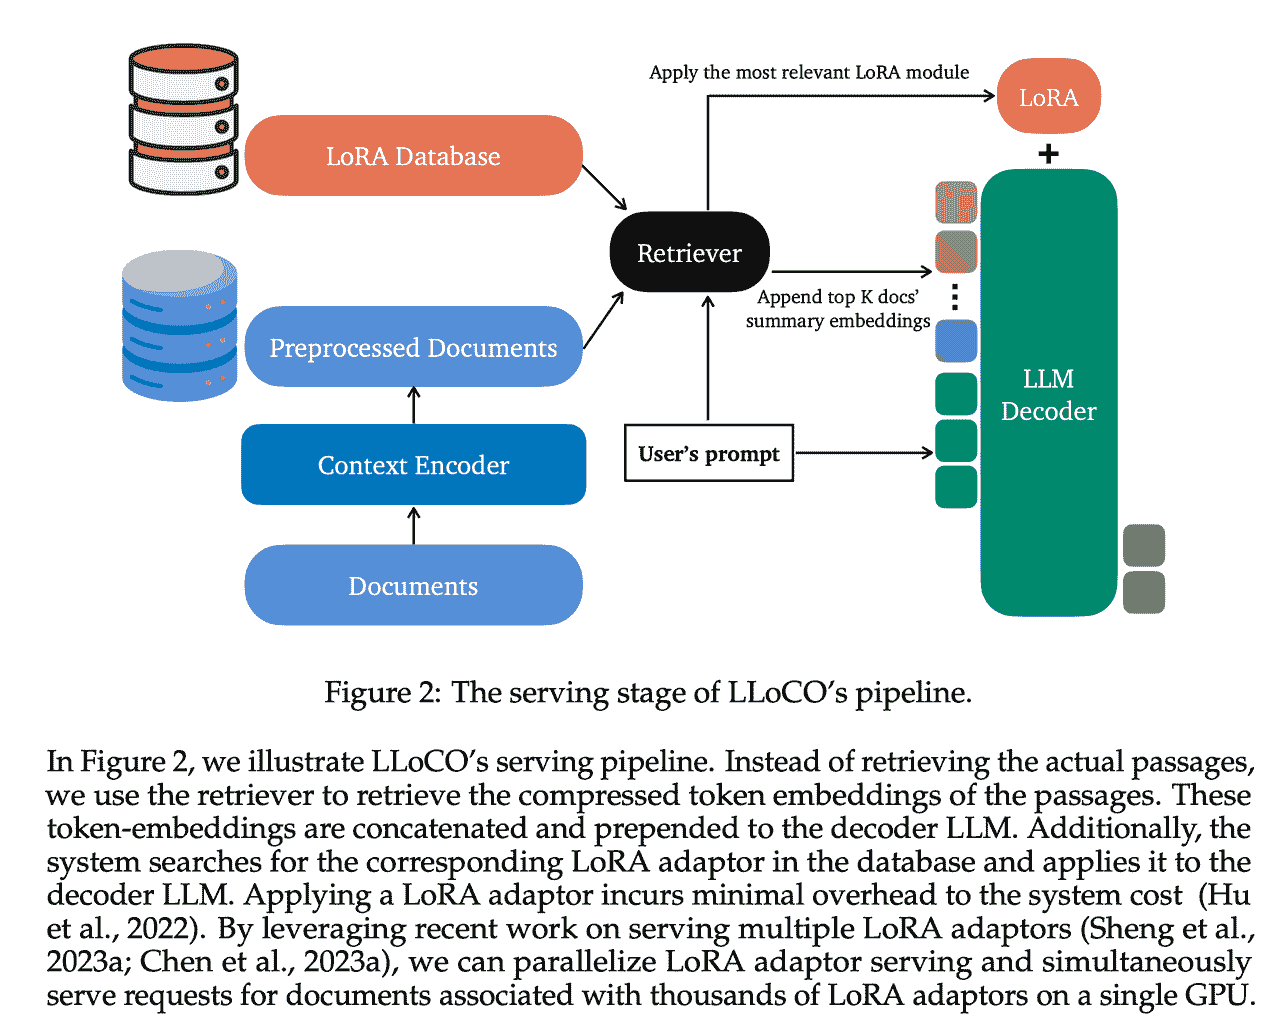 Apply the most relevant LoRA module
LoRA
LoRA Database
+
Retriever
Append top K docs'
summary embeddings
Preprocessed Documents
LLM
Decoder
User's prompt
Context Encoder
Documents
Figure 2: The serving stage of LLoCO's pipeline.
In Figure 2, we illustrate LLoCO's serving pipeline. Instead of retrieving the actual passages,
we use the retriever to retrieve the compressed token embeddings of the passages. These
token-embeddings are concatenated and prepended to the decoder LLM. Additionally, the
system searches for the corresponding LoRA adaptor in the database and applies it to the
decoder LLM. Applying a LoRA adaptor incurs minimal overhead to the system cost (Hu
et al., 2022). By leveraging recent work on serving multiple LoRA adaptors (Sheng et al.,
2023a; Chen et al., 2023a), we can parallelize LoRA adaptor serving and simultaneously
serve requests for documents associated with thousands of LoRA adaptors on a single GPU.